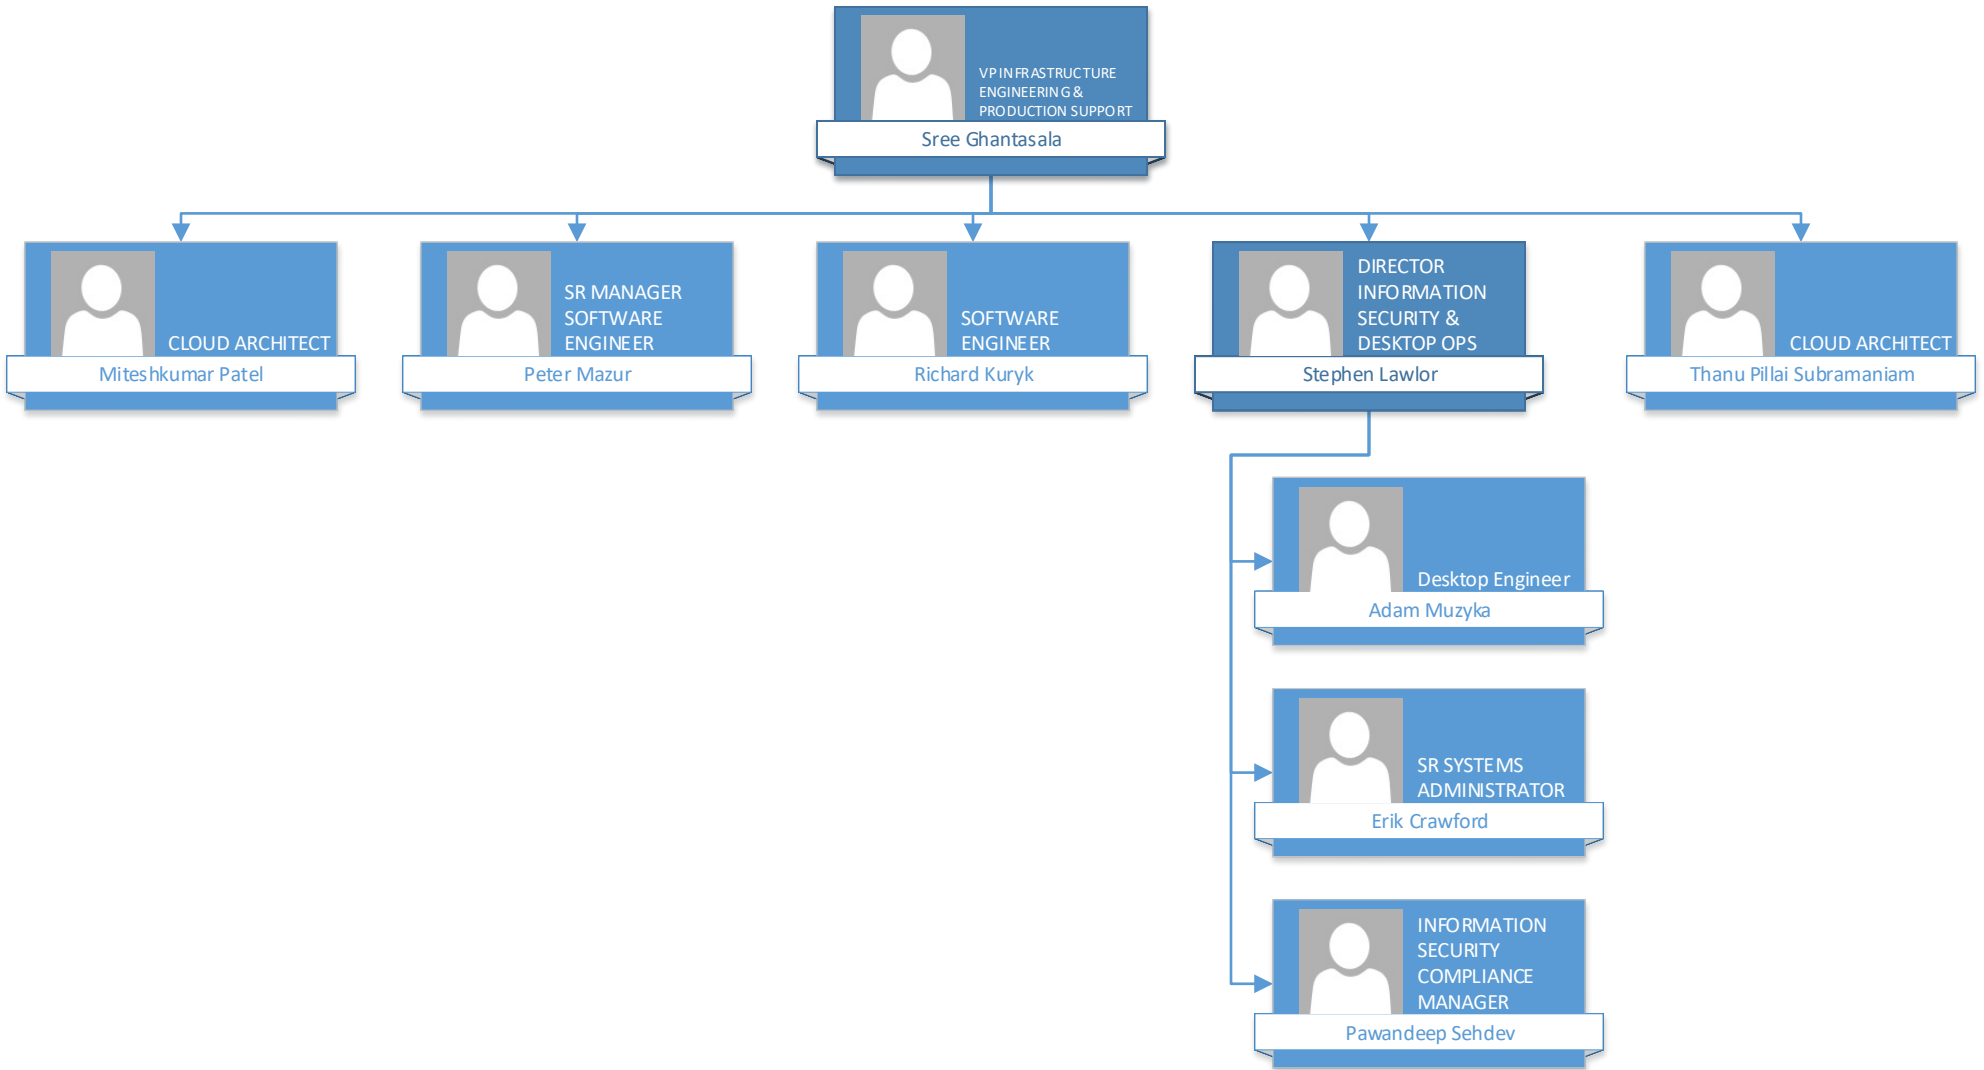 VP INFRASTRUCTURE
ENGINEERING &
PRODUCTION SUPPORT
Sree Ghantasala
CLOUD ARCHITECT
Miteshkumar Patel
SR MANAGER
SOFTWARE
ENGINEER
Peter Mazur
SOFTWARE
ENGINEER
Richard Kuryk
DIRECTOR
INFORMATION
SECURITY &
DESKTOP OPS
Stephen Lawlor
CLOUD ARCHITECT
Thanu Pillai Subramaniam
Desktop Engineer
Adam Muzyka
SR SYSTEMS
ADMINISTRATOR
Erik Crawford
INFORMATION
SECURITY
COMPLIANCE
MANAGER
Pawandeep Sehdev